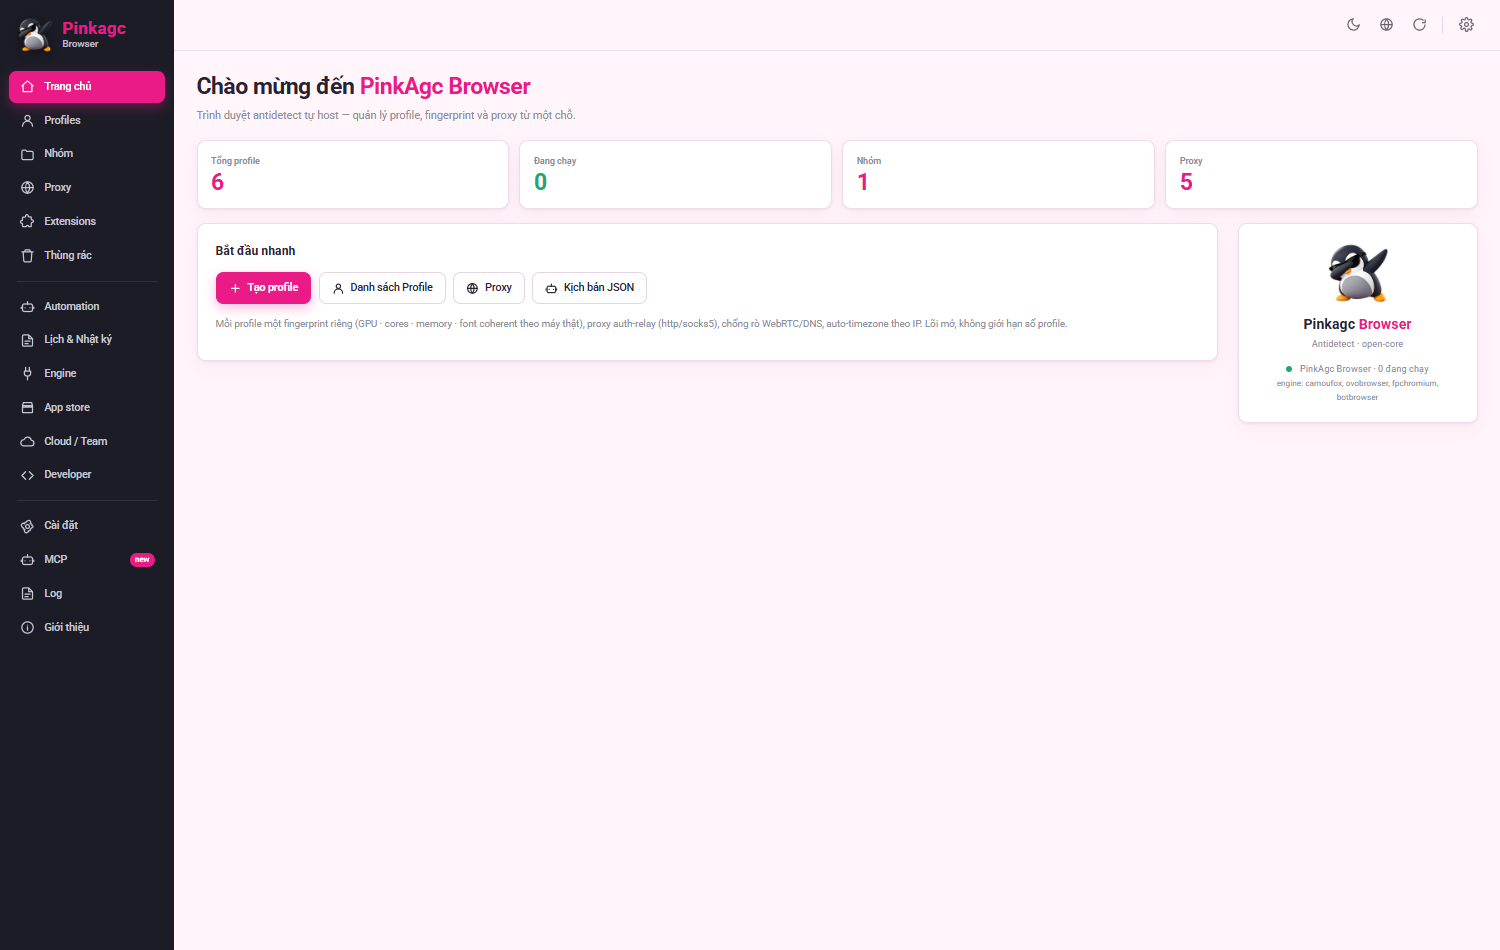 Pinkagc
Browser
Trang chủ
Profiles
Nhóm
Proxy
Extensions
Thùng rác
Automation
Lịch & Nhật ký
Engine
App store
Cloud / Team
Developer
Cài đặt
MCP
new
Log
Giới thiệu
Chào mừng đến PinkAgc Browser
Trình duyệt antidetect tự host — quản lý profile, fingerprint và proxy từ một chỗ.
Tổng profile
6
Đang chạy
0
Nhóm
1
Proxy
5
Bắt đầu nhanh
Tạo profile
Danh sách Profile
Proxy
Kịch bản JSON
Mỗi profile một fingerprint riêng (GPU · cores · memory · font coherent theo máy thật), proxy auth-relay (http/socks5), chống rò WebRTC/DNS, auto-timezone theo IP. Lõi mở, không giới hạn số profile.
Pinkagc Browser
Antidetect · open-core
PinkAgc Browser · 0 đang chạy
engine: camoufox, ovobrowser, fpchromium,
botbrowser